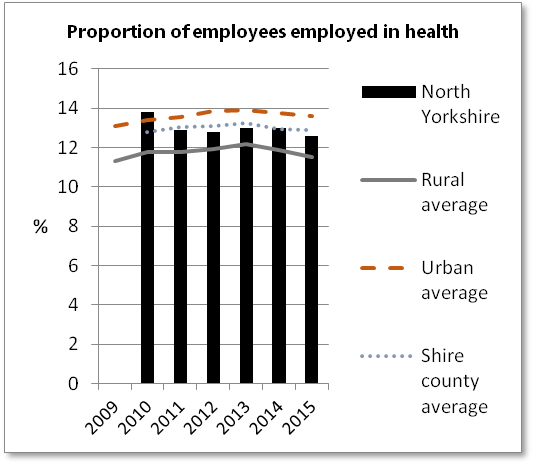 Proportion of employees employed in health
16
14
12
10
8
6
4
2
0
%
2009
2010
2011
2012
2013
2014
2015
North
Yorkshire
Rural
average
Urban
average
Shire
county
average